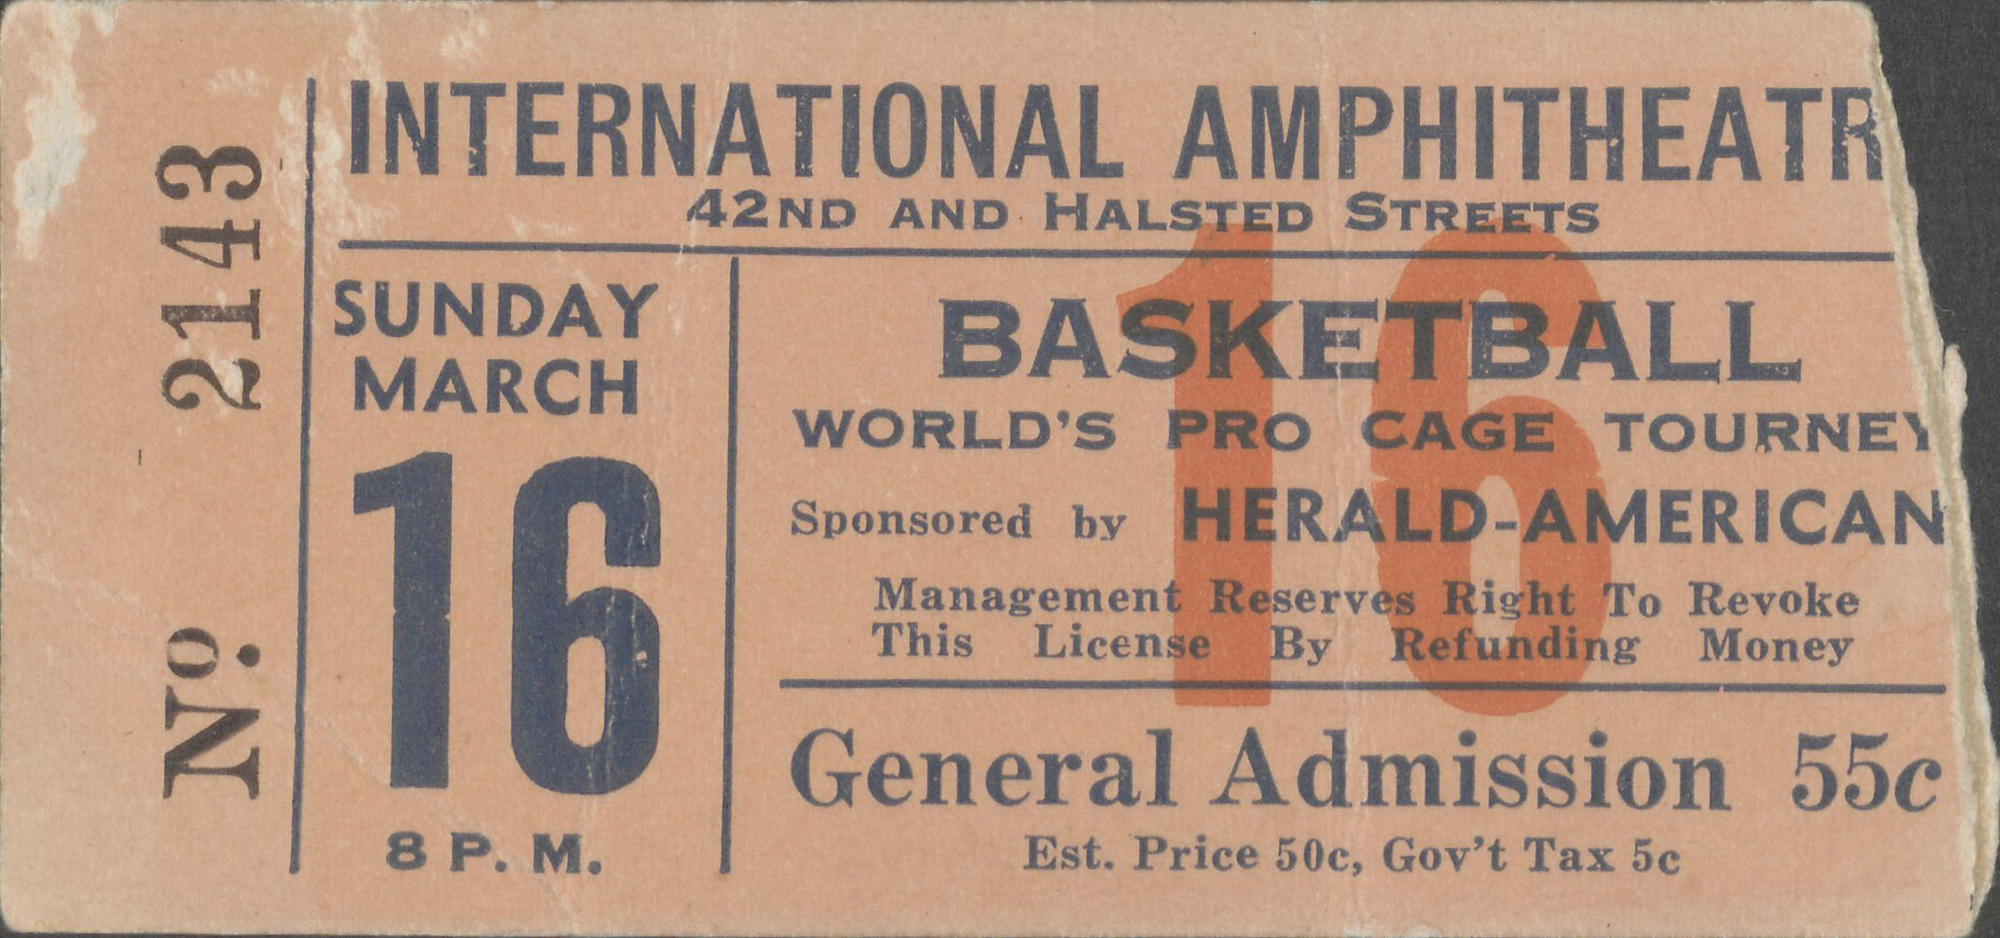 No. 2143
INTERNATIONAL AMPHITHEATR
42ND AND HALSTED STREETS
SUNDAY
MARCH
16
8 P. M.
16
BASKETBALL
WORLD'S PRO CAGE TOURNEY
Sponsored by HERALD-AMERICAN
Management Reserves Right To Revoke
This License By Refunding Money
General Admission 55c
Est. Price 50c, Gov't Tax 5c